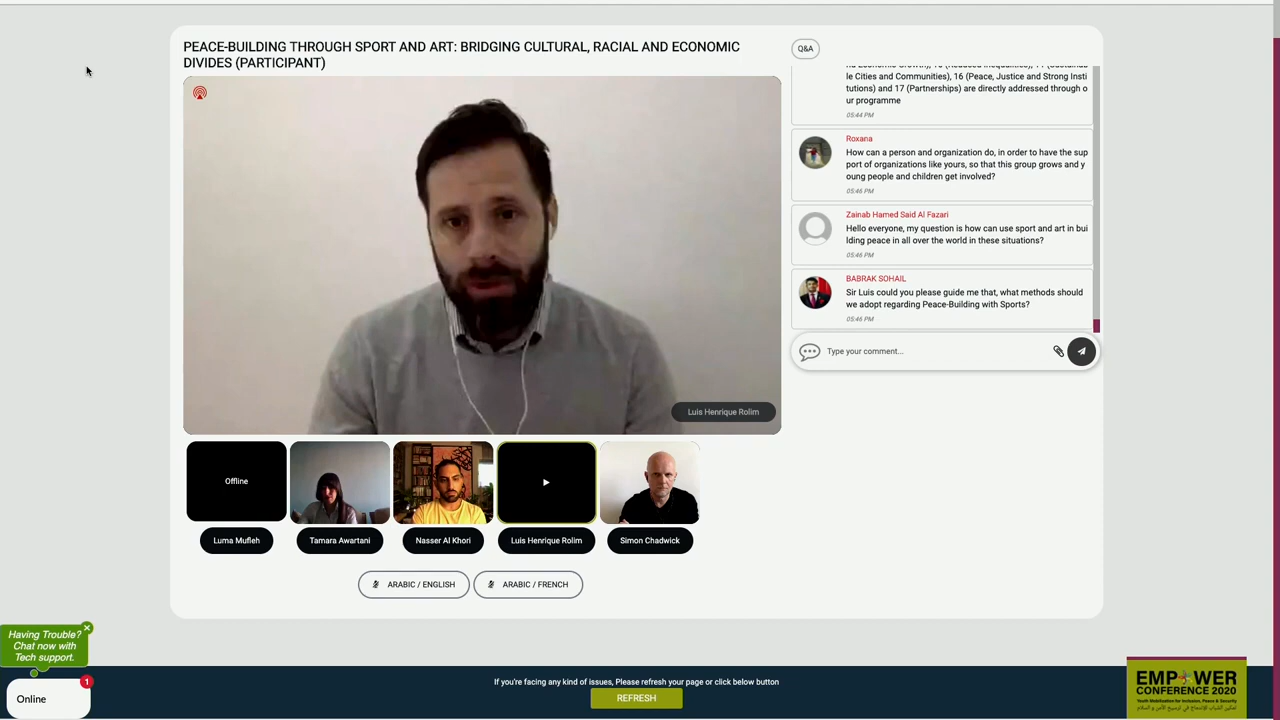 PEACE-BUILDING THROUGH SPORT AND ART: BRIDGING CULTURAL, RACIAL AND ECONOMIC
DIVIDES (PARTICIPANT)
Luis Henrique Rolim
Offline
Luma Mufleh
Tamara Awartani
Nasser Al Khori
Luis Henrique Rolim
Simon Chadwick
ARABIC / ENGLISH
ARABIC / FRENCH
Q&A
le Cities and Communities), 16 (Peace, Justice and Strong Insti
tutions) and 17 (Partnerships) are directly addressed through o
ur programme
05:44 PM
Roxana
How can a person and organization do, in order to have the sup
port of organizations like yours, so that this group grows and y
oung people and children get involved?
05:46 PM
Zainab Hamed Said Al Fazari
Hello everyone, my question is how can use sport and art in bui
lding peace in all over the world in these situations?
05:46 PM
BABRAK SOHAIL
Sir Luis could you please guide me that, what methods should
we adopt regarding Peace-Building with Sports?
05:46 PM
Type your comment...
Having Trouble?
Chat now with
Tech support.
Online
1
If you're facing any kind of issues, Please refresh your page or click below button
REFRESH
EMPOWER
CONFERENCE 2020
Youth Mobilisation for Inclusion, Peace & Security